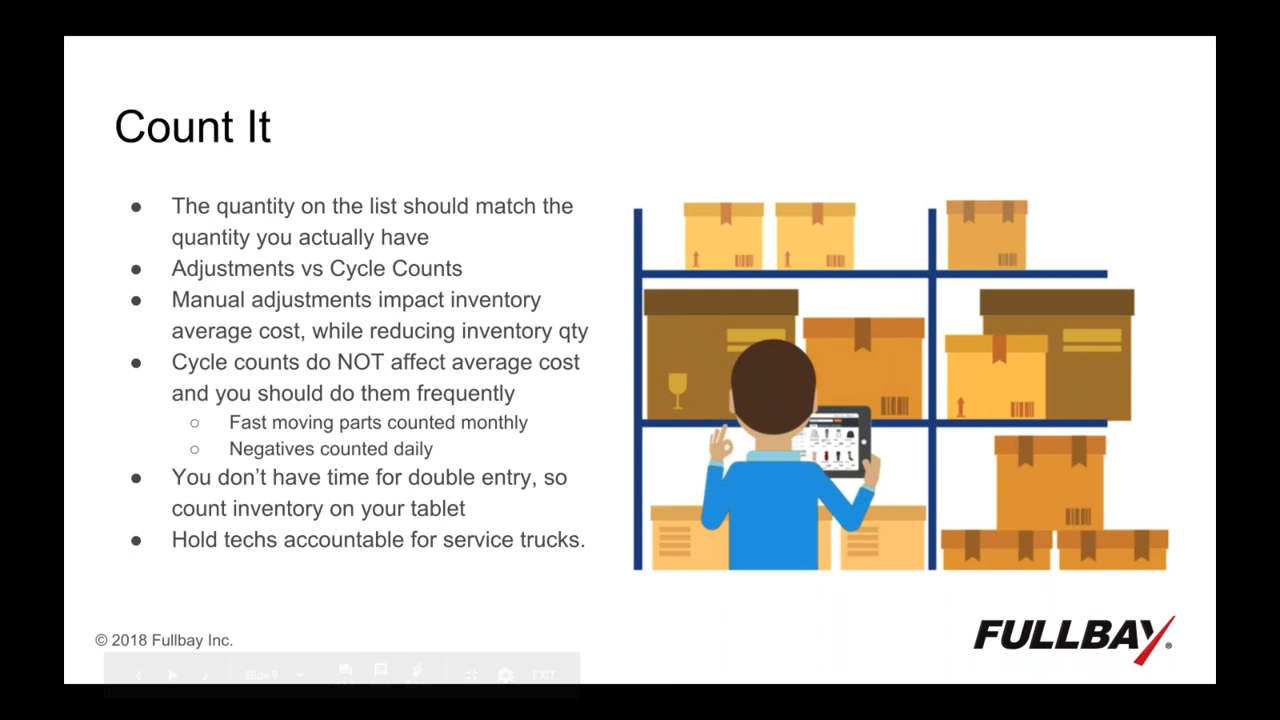 Count It
● The quantity on the list should match the
quantity you actually have
● Adjustments vs Cycle Counts
● Manual adjustments impact inventory
average cost, while reducing inventory qty
● Cycle counts do NOT affect average cost
and you should do them frequently
○ Fast moving parts counted monthly
○ Negatives counted daily
● You don’t have time for double entry, so
count inventory on your tablet
● Hold techs accountable for service trucks.
© 2018 Fullbay Inc.
FULLBAY®
Slide 9
EXIT